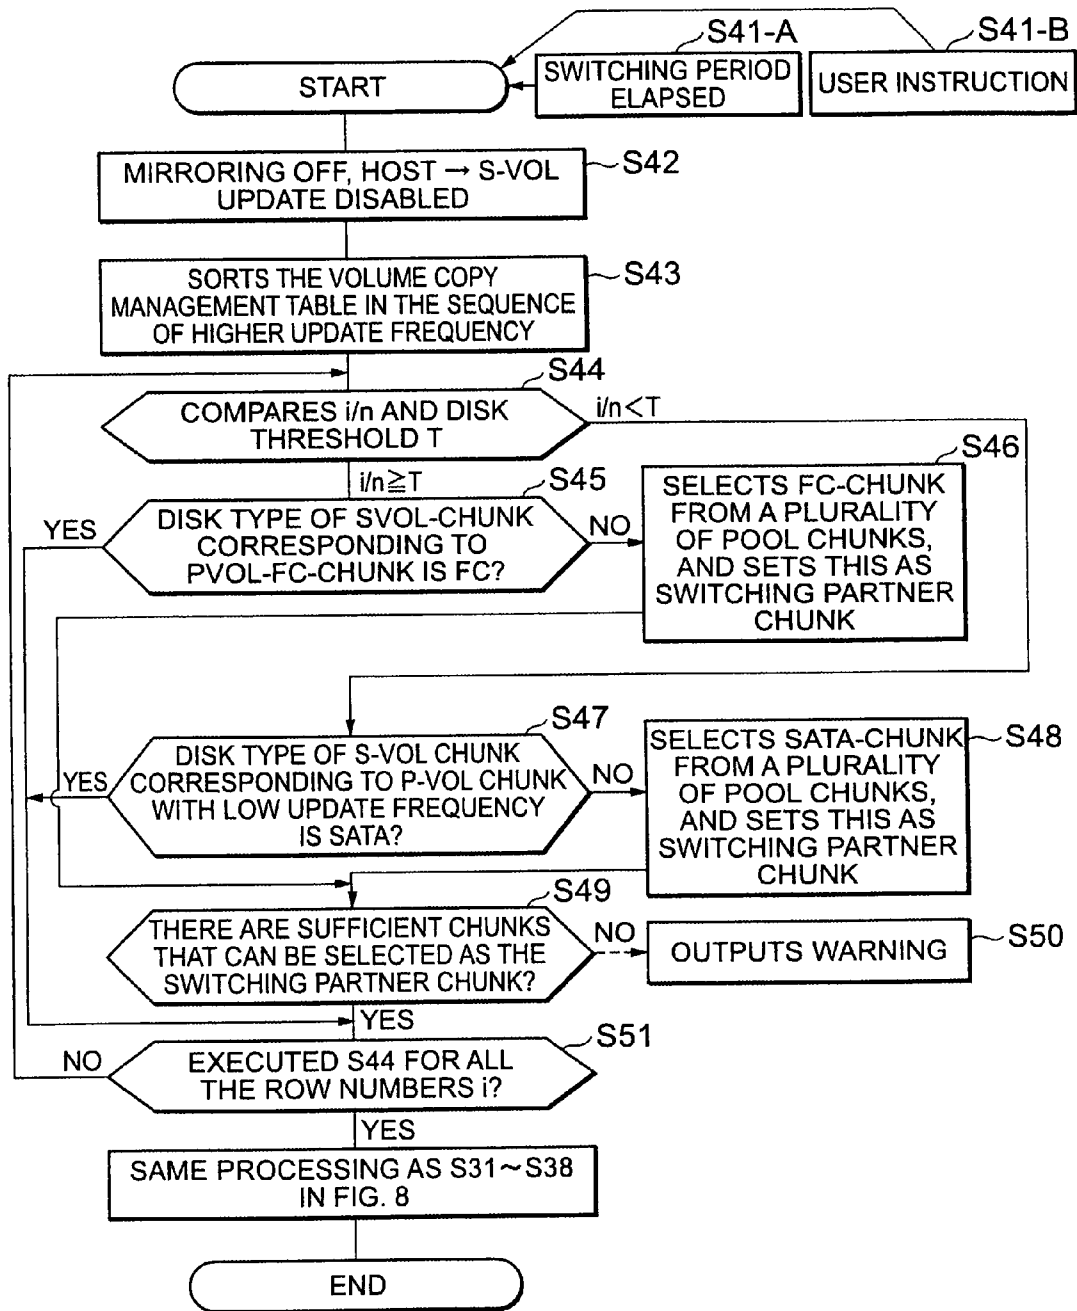 S41-A
S41-B
START
SWITCHING PERIOD
ELAPSED
USER INSTRUCTION
S42
MIRRORING OFF, HOST → S-VOL
UPDATE DISABLED
S43
SORTS THE VOLUME COPY
MANAGEMENT TABLE IN THE SEQUENCE
OF HIGHER UPDATE FREQUENCY
S44
COMPARES i/n AND DISK
THRESHOLD T
i/n<T
i/n≧T
S45
YES
DISK TYPE OF SVOL-CHUNK
CORRESPONDING TO
PVOL-FC-CHUNK IS FC?
NO
S46
SELECTS FC-CHUNK
FROM A PLURALITY
OF POOL CHUNKS,
AND SETS THIS AS
SWITCHING PARTNER
CHUNK
S47
YES
DISK TYPE OF S-VOL CHUNK
CORRESPONDING TO P-VOL CHUNK
WITH LOW UPDATE FREQUENCY
IS SATA?
NO
S48
SELECTS SATA-CHUNK
FROM A PLURALITY
OF POOL CHUNKS,
AND SETS THIS AS
SWITCHING PARTNER
CHUNK
S49
THERE ARE SUFFICIENT CHUNKS
THAT CAN BE SELECTED AS THE
SWITCHING PARTNER CHUNK?
NO
S50
OUTPUTS WARNING
YES
S51
NO
EXECUTED S44 FOR ALL
THE ROW NUMBERS i?
YES
SAME PROCESSING AS S31~S38
IN FIG. 8
END